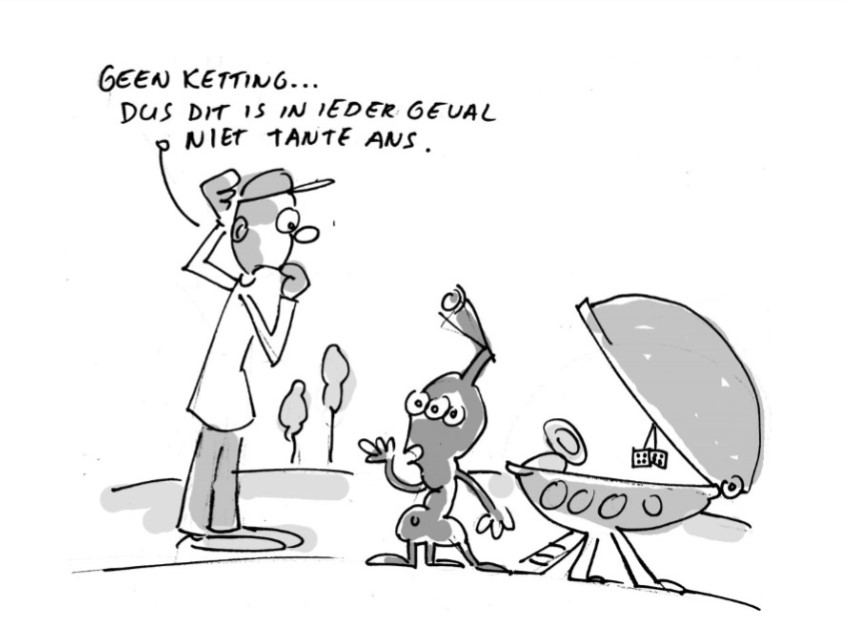 GEEN KETTING...
DUS DIT IS IN IEDER GEVAL
NIET TANTE ANS.